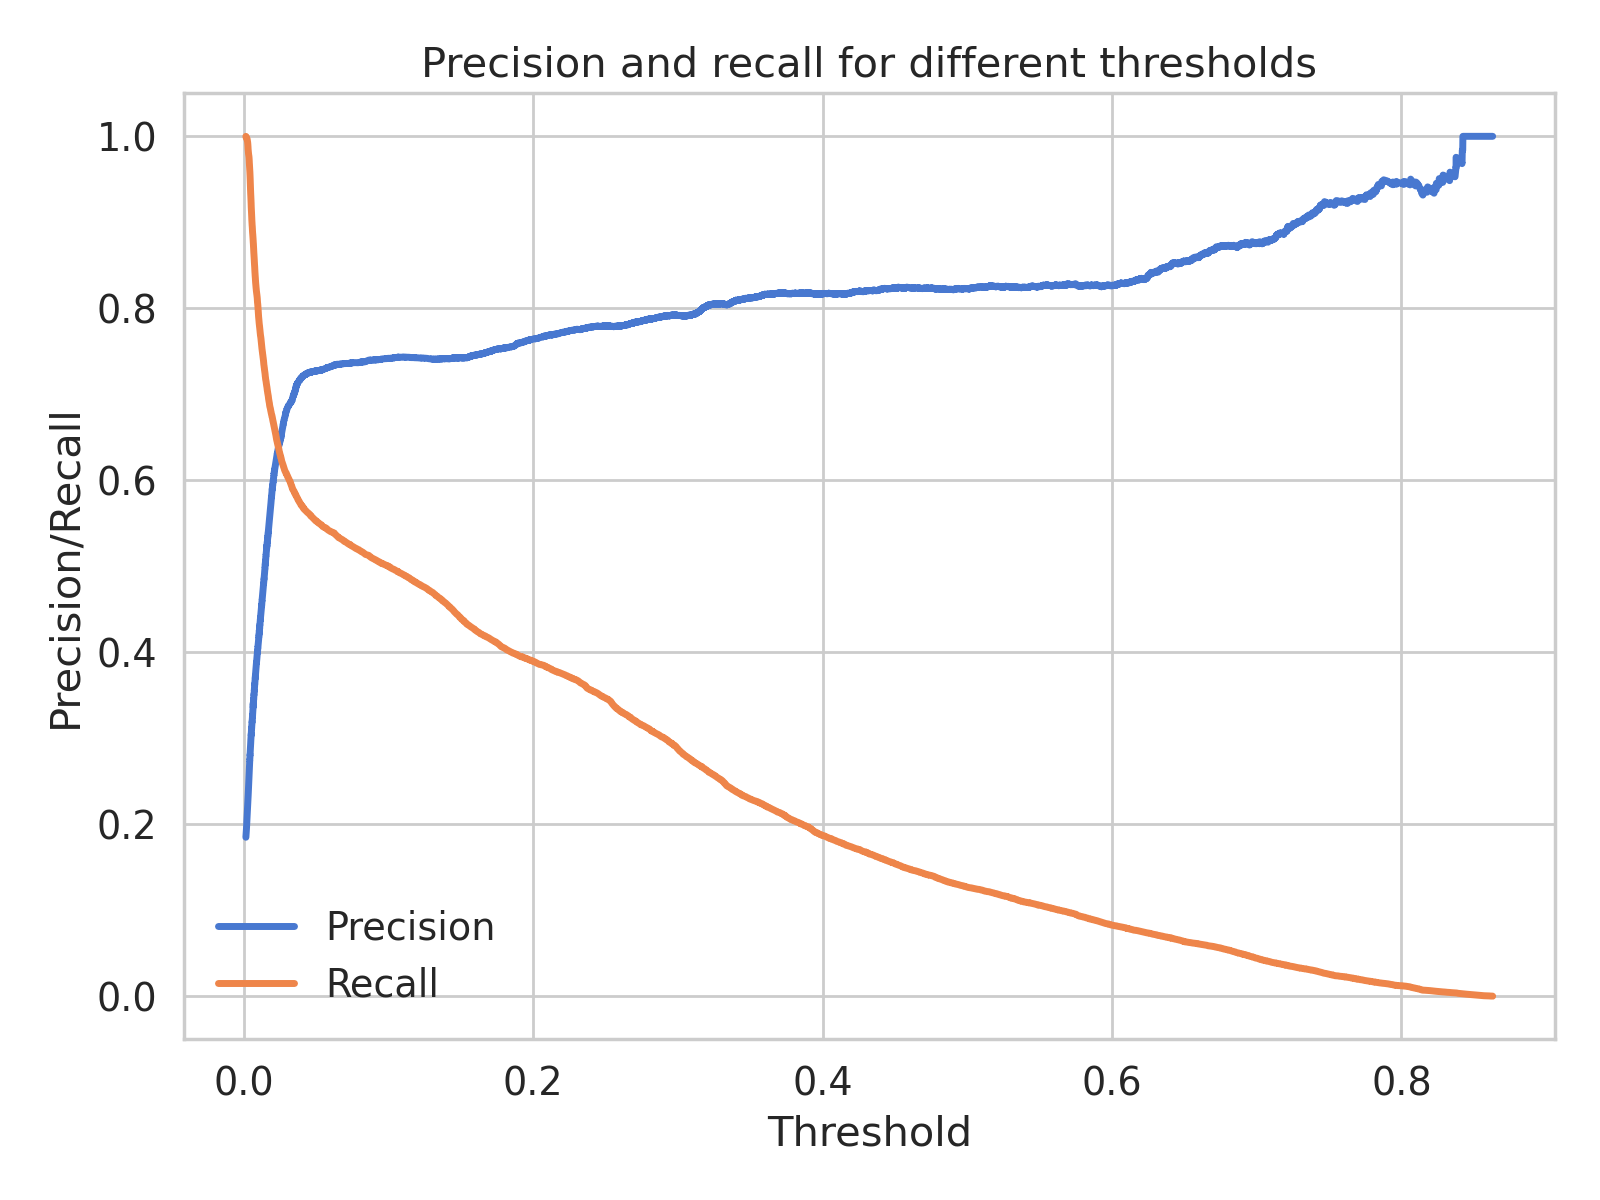 Precision and recall for different thresholds
Precision/Recall
1.0
0.8
0.6
0.4
0.2
0.0
Precision
Recall
0.0 0.2 0.4 0.6 0.8
Threshold